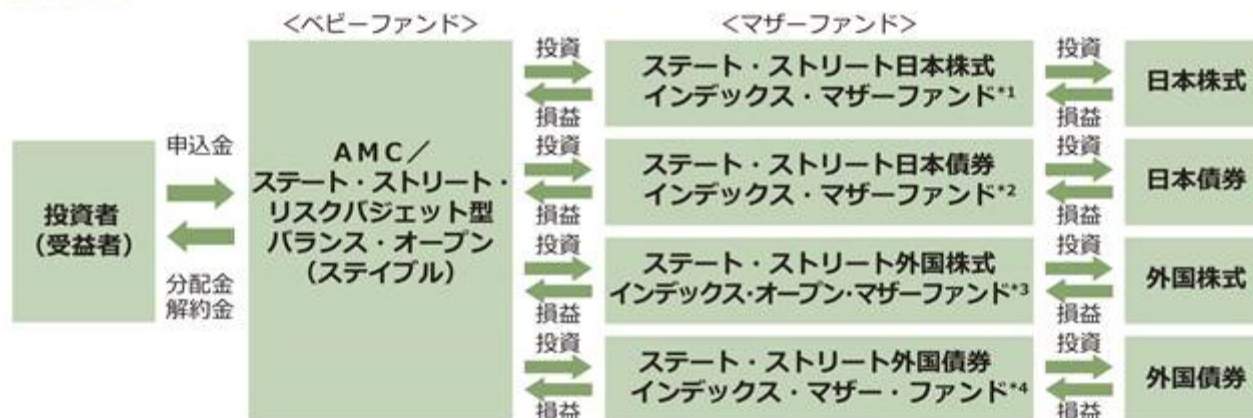 ＜ベビーファンド＞
＜マザーファンド＞
投資者
（受益者）
申込金
分配金
解約金
ＡＭＣ／
ステート・ストリート・
リスクバジェット型
バランス・オープン
（ステイブル）
投資
損益
ステート・ストリート日本株式
インデックス・マザーファンド*1
投資
損益
日本株式
投資
損益
ステート・ストリート日本債券
インデックス・マザーファンド*2
投資
損益
日本債券
投資
損益
ステート・ストリート外国株式
インデックス・オープン・マザーファンド*3
投資
損益
外国株式
投資
損益
ステート・ストリート外国債券
インデックス・マザー・ファンド*4
投資
損益
外国債券